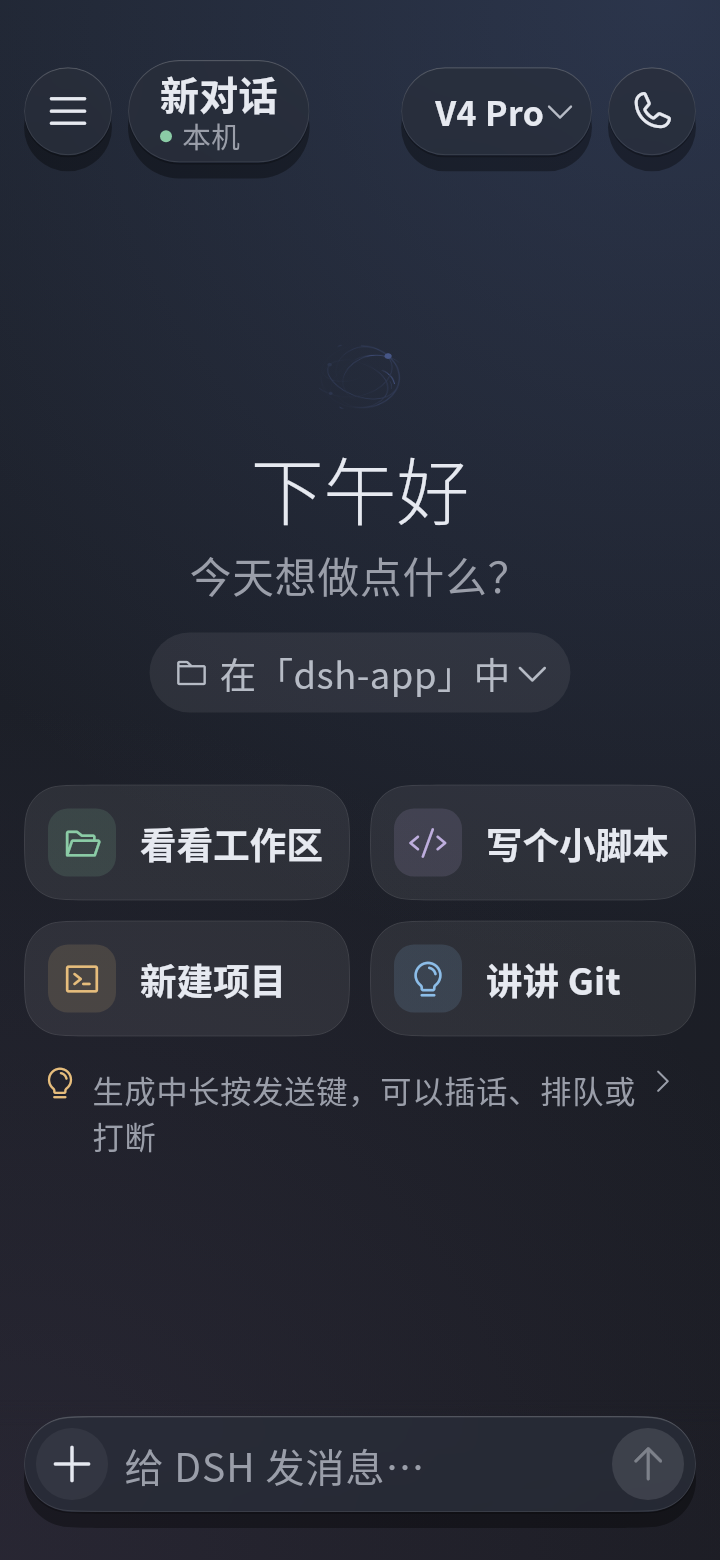 新对话
本机
V4 Pro
下午好
今天想做点什么？
在「dsh-app」中
看看工作区
写个小脚本
新建项目
讲讲 Git
生成中长按发送键，可以插话、排队或
打断
给 DSH 发消息…